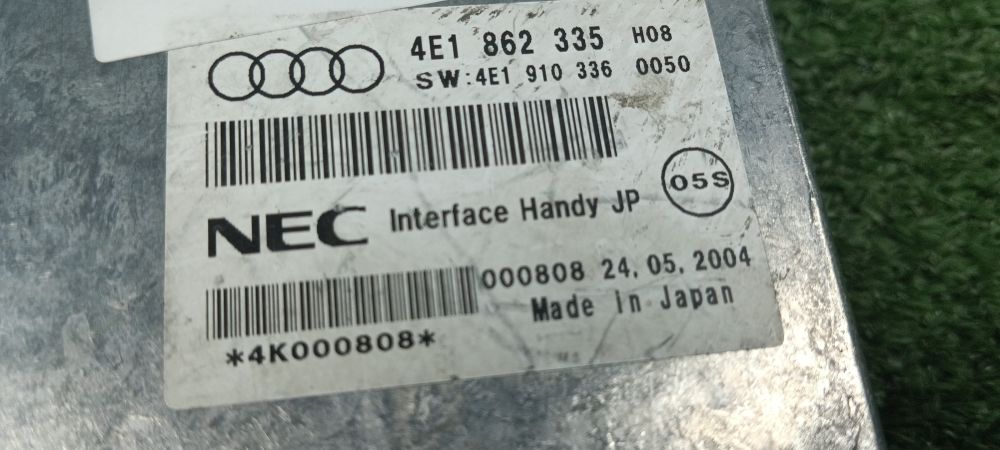 4E1 862 335 H08
SW:4E1 910 336 0050
05S
NEC Interface Handy JP
000808 24.05.2004
Made in Japan
*4K000808*